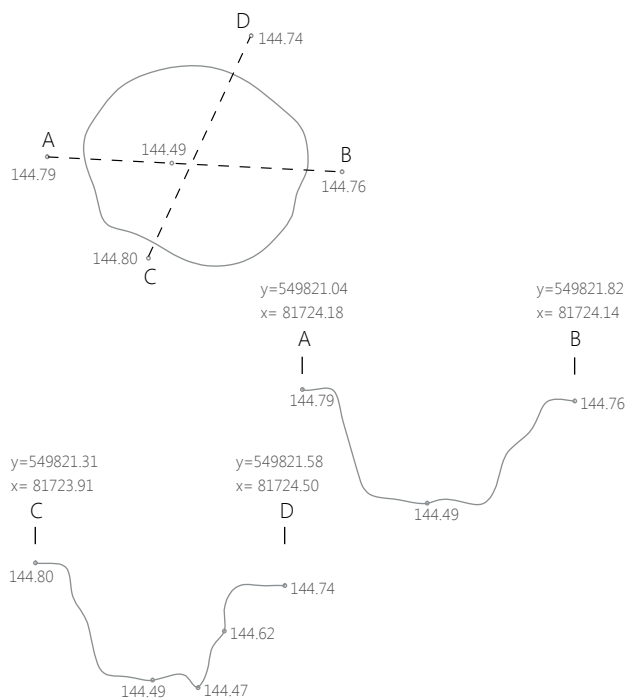 D
144.74
A
144.49
B
144.79
144.76
144.80
C
y=549821.04
x= 81724.18
A
y=549821.82
x= 81724.14
B
144.79
144.76
144.49
y=549821.31
x= 81723.91
C
y=549821.58
x= 81724.50
D
144.80
144.74
144.62
144.49
144.47